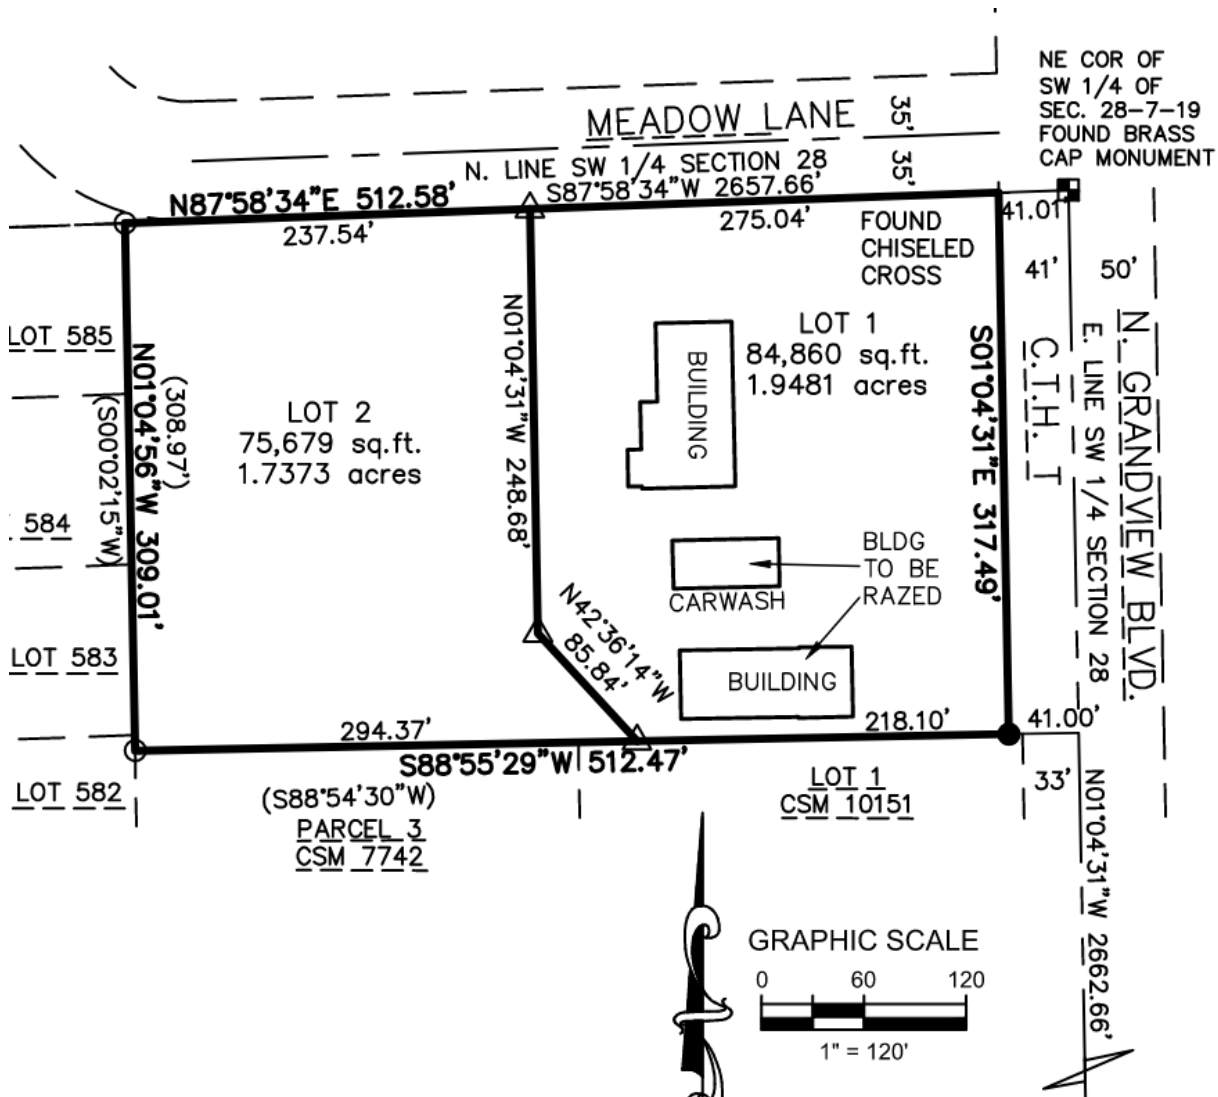 NE COR OF
SW 1/4 OF
SEC. 28-7-19
FOUND BRASS
CAP MONUMENT
MEADOW LANE
35'
35'
N. LINE SW 1/4 SECTION 28
S87°58'34"W 2657.66'
N87°58'34"E 512.58'
237.54'
275.04'
41.01'
FOUND
CHISELED
CROSS
41'
50'
LOT 585
LOT 1
84,860 sq.ft.
1.9481 acres
BUILDING
LOT 2
75,679 sq.ft.
1.7373 acres
N01°04'31"W 248.68'
N01°04'56"W 309.01'
(308.97')
(S00°02'15"W)
S01°04'31"E 317.49'
C.T.H. T
E. LINE SW 1/4 SECTION 28
N. GRANDVIEW BLVD.
584
BLDG
TO BE
RAZED
CARWASH
N42°36'14"W
85.84'
LOT 583
BUILDING
294.37'
218.10'
41.00'
S88°55'29"W 512.47'
LOT 582
(S88°54'30"W)
PARCEL 3
CSM 7742
LOT 1
CSM 10151
33'
N01°04'31"W 2662.66'
GRAPHIC SCALE
0 60 120
1" = 120'